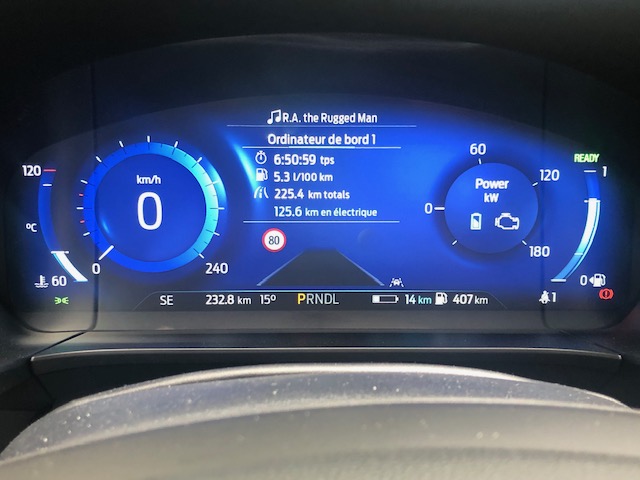 R.A. the Rugged Man
Ordinateur de bord 1
6:50:59 tps
5.3 l/100 km
225.4 km totals
125.6 km en électrique
80
120
°C
60
km/h
0
0
240
60
120
0
180
Power
kW
READY
1
0
SE 232.8 km 15° PRNDL 14 km 407 km
1